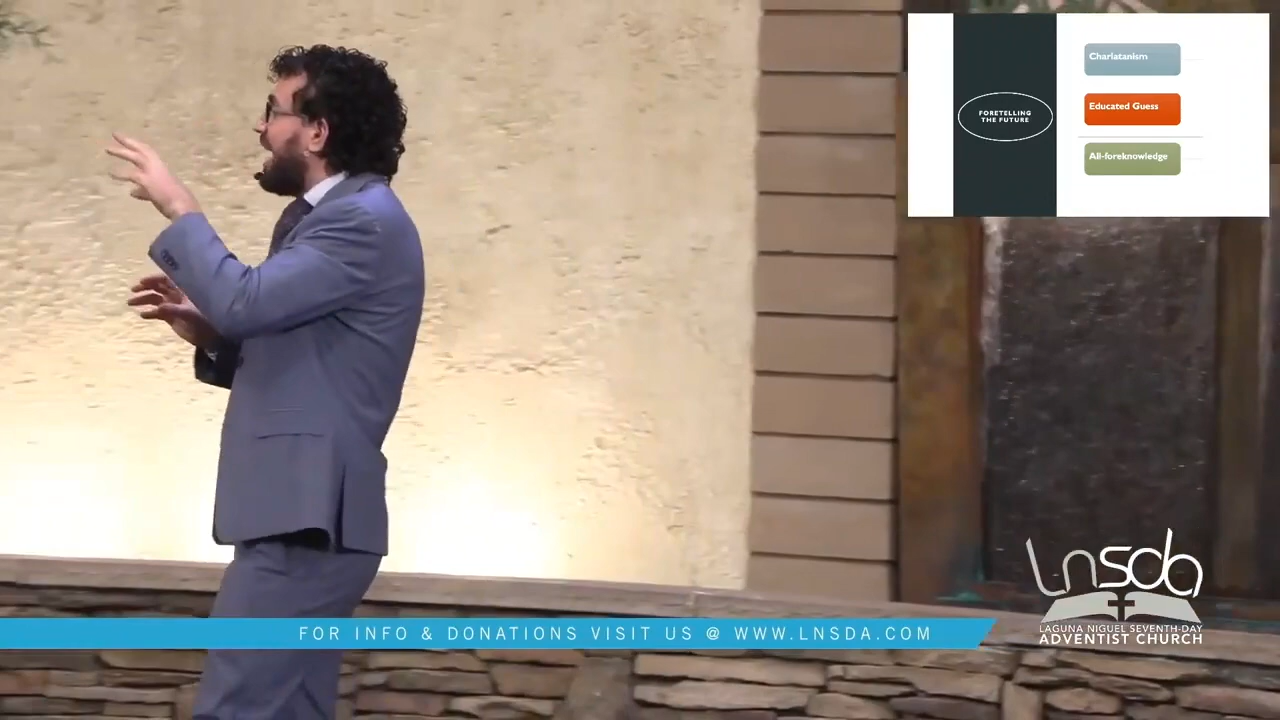 FORETELLING
THE FUTURE
Charlatanism
Educated Guess
All-foreknowledge
FOR INFO & DONATIONS VISIT US @ WWW.LNSDA.COM
Lnsda
LAGUNA NIGUEL SEVENTH-DAY
ADVENTIST CHURCH